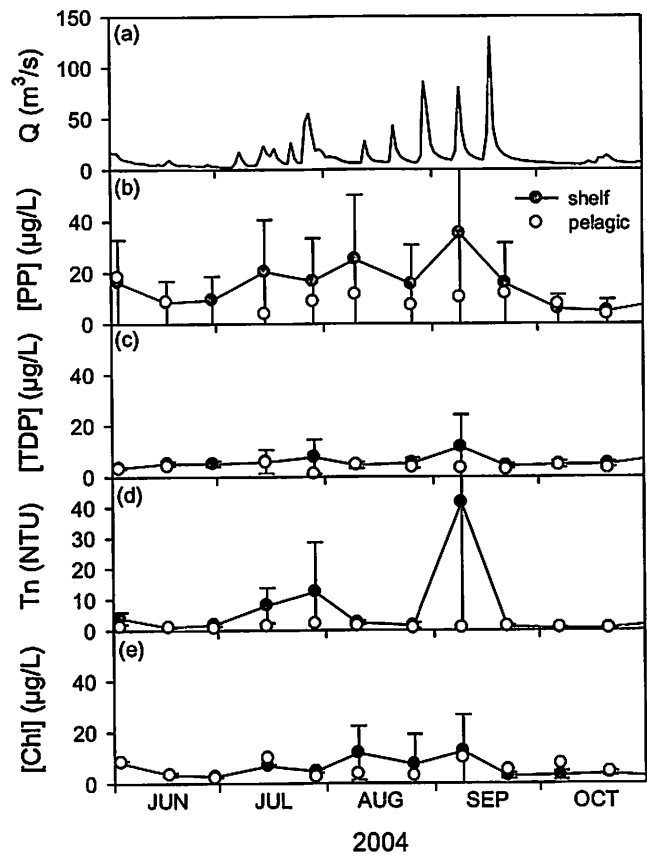 (a)
Q (m³/s)
150
100
50
0
(b)
[PP] (µg/L)
40
20
0
shelf
pelagic
(c)
[TDP] (µg/L)
40
20
0
(d)
Tn (NTU)
40
30
20
10
0
(e)
[Chl] (µg/L)
40
20
0
JUN JUL AUG SEP OCT
2004